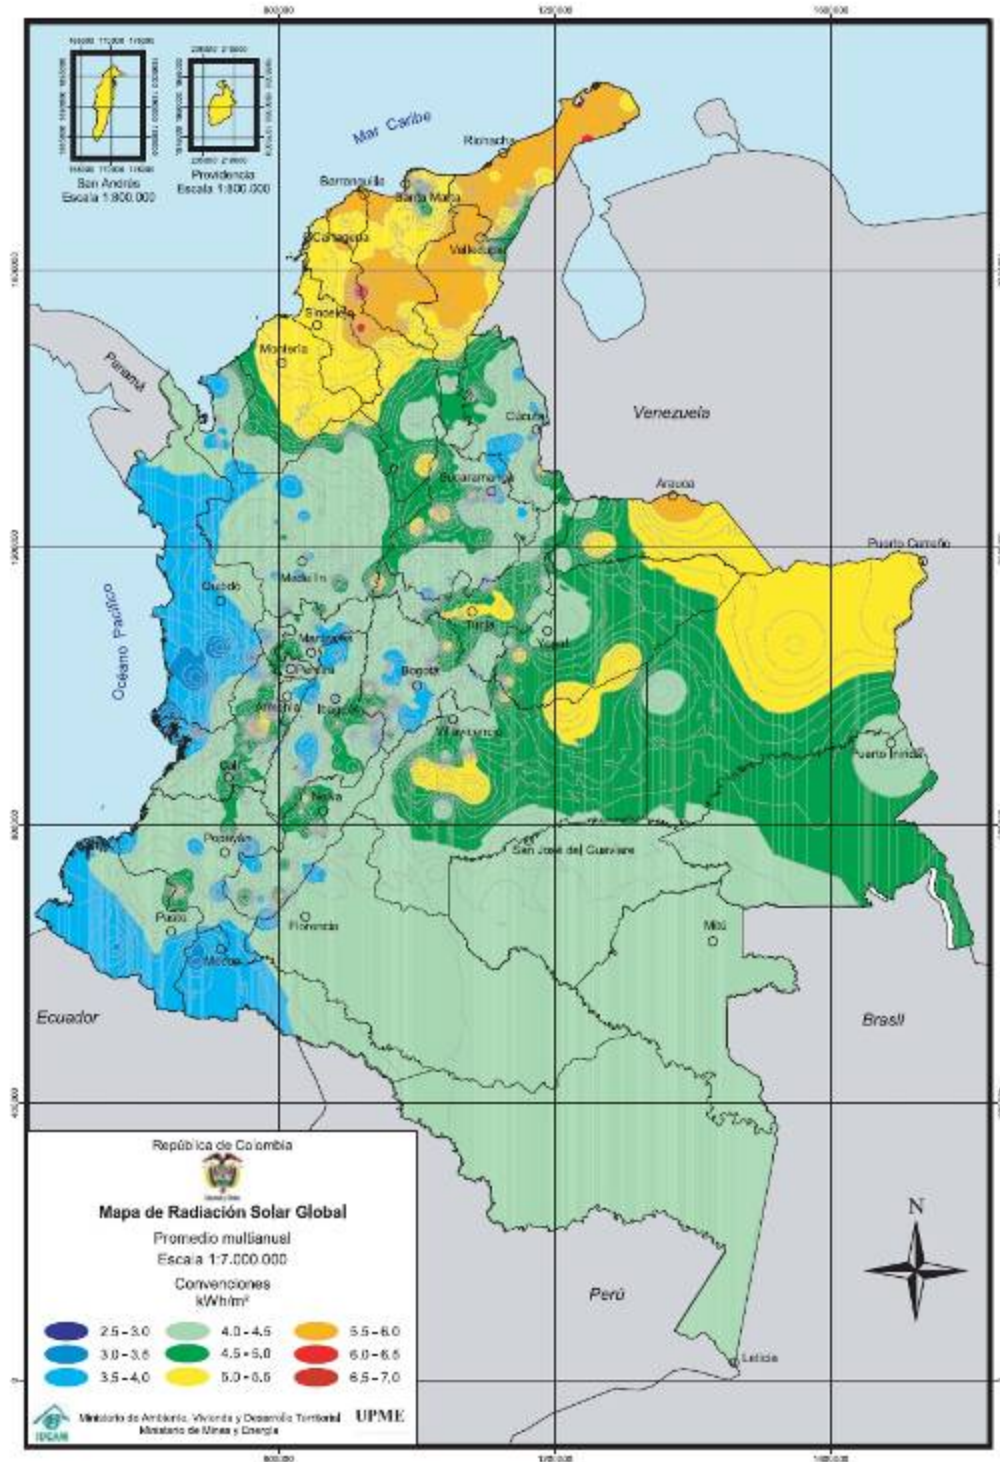 800000 1200000 1600000
San Andrés
Escala 1:800.000
Providencia
Escala 1:800.000
Mar Caribe
Riohacha
Barranquilla
Santa Marta
Cartagena
Valledupar
Sincelejo
Montería
Panamá
Venezuela
Cúcuta
Bucaramanga
Arauca
Puerto Carreño
Medellín
Quibdó
Océano Pacífico
Tunja
Yopal
Manizales
Pereira
Bogotá
Armenia
Ibagué
Villavicencio
Puerto Inírida
Cali
Neiva
Popayán
San José del Guaviare
Pasto
Florencia
Mitú
Mocoa
Ecuador
Brasil
República de Colombia
Mapa de Radiación Solar Global
Promedio multianual
Escala 1:7.000.000
Convenciones
kWh/m²
2.5 - 3.0 4.0 - 4.5 5.5 - 6.0
3.0 - 3.5 4.5 - 5.0 6.0 - 6.5
3.5 - 4.0 5.0 - 5.5 6.5 - 7.0
IDEAM
Ministerio de Ambiente, Vivienda y Desarrollo Territorial
Ministerio de Minas y Energía
UPME
N
Perú
Leticia